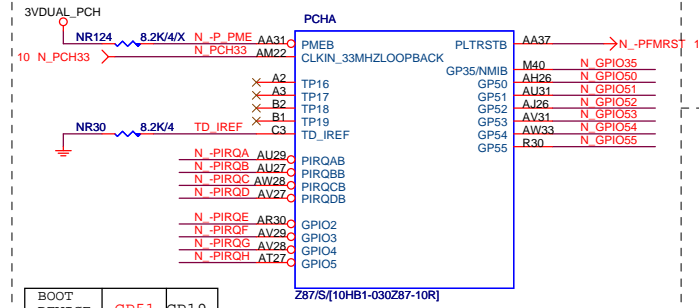 3VDUAL_PCH
PCHA
NR124 8.2K/4/X N_-P_PME AA31 PMEB PLTRSTB AA37 N_-PFMRST 1
10 N_PCH33 N_PCH33 AM22 CLKIN_33MHZLOOPBACK
GP35/NMIB M40 N_GPIO35
A2 TP16 GP50 AH26 N_GPIO50
A3 TP17 GP51 AU31 N_GPIO51
B2 TP18 GP52 AJ26 N_GPIO52
B1 TP19 GP53 AV31 N_GPIO53
NR30 8.2K/4 TD_IREF C3 TD_IREF GP54 AW33 N_GPIO54
GP55 R30 N_GPIO55
N_-PIRQA AU29 PIRQAB
N_-PIRQB AU27 PIRQBB
N_-PIRQC AW28 PIRQCB
N_-PIRQD AV27 PIRQDB
N_-PIRQE AR30 GPIO2
N_-PIRQF AV29 GPIO3
N_-PIRQG AV28 GPIO4
N_-PIRQH AT27 GPIO5
Z87/S/[10HB1-030Z87-10R]
BOOT